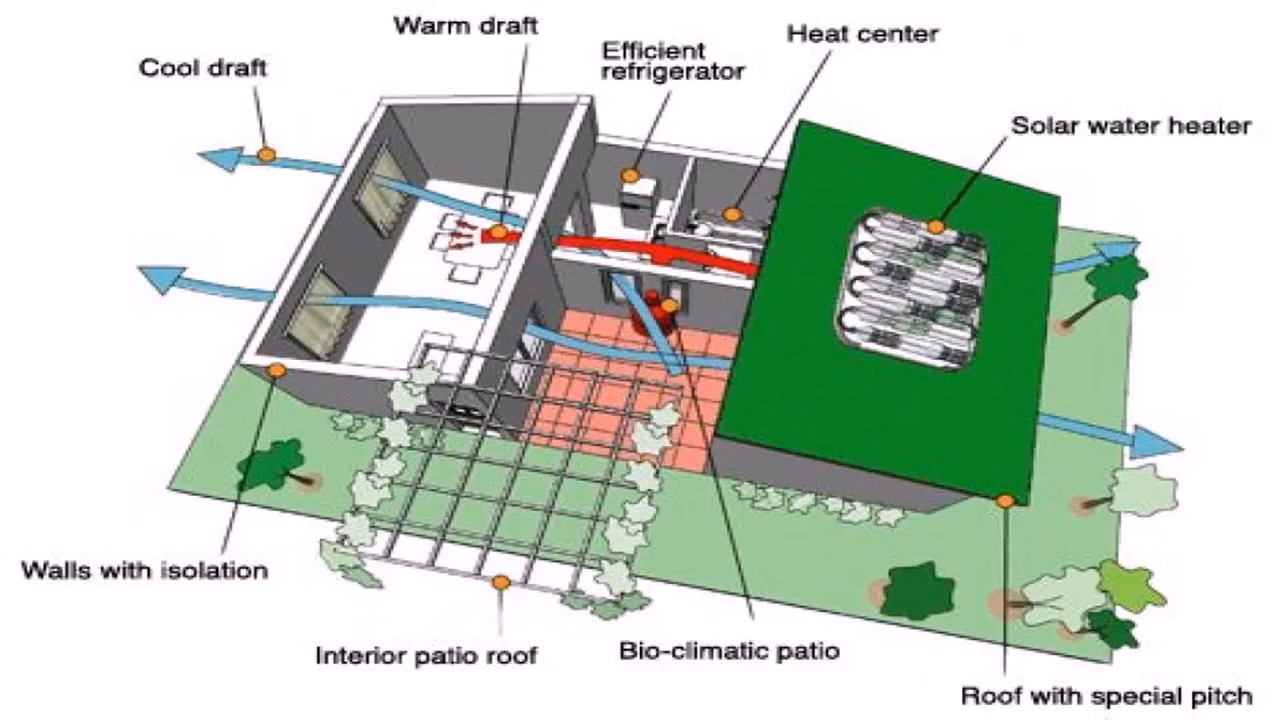 Warm draft
Heat center
Efficient
refrigerator
Cool draft
Solar water heater
Walls with isolation
Interior patio roof
Bio-climatic patio
Roof with special pitch